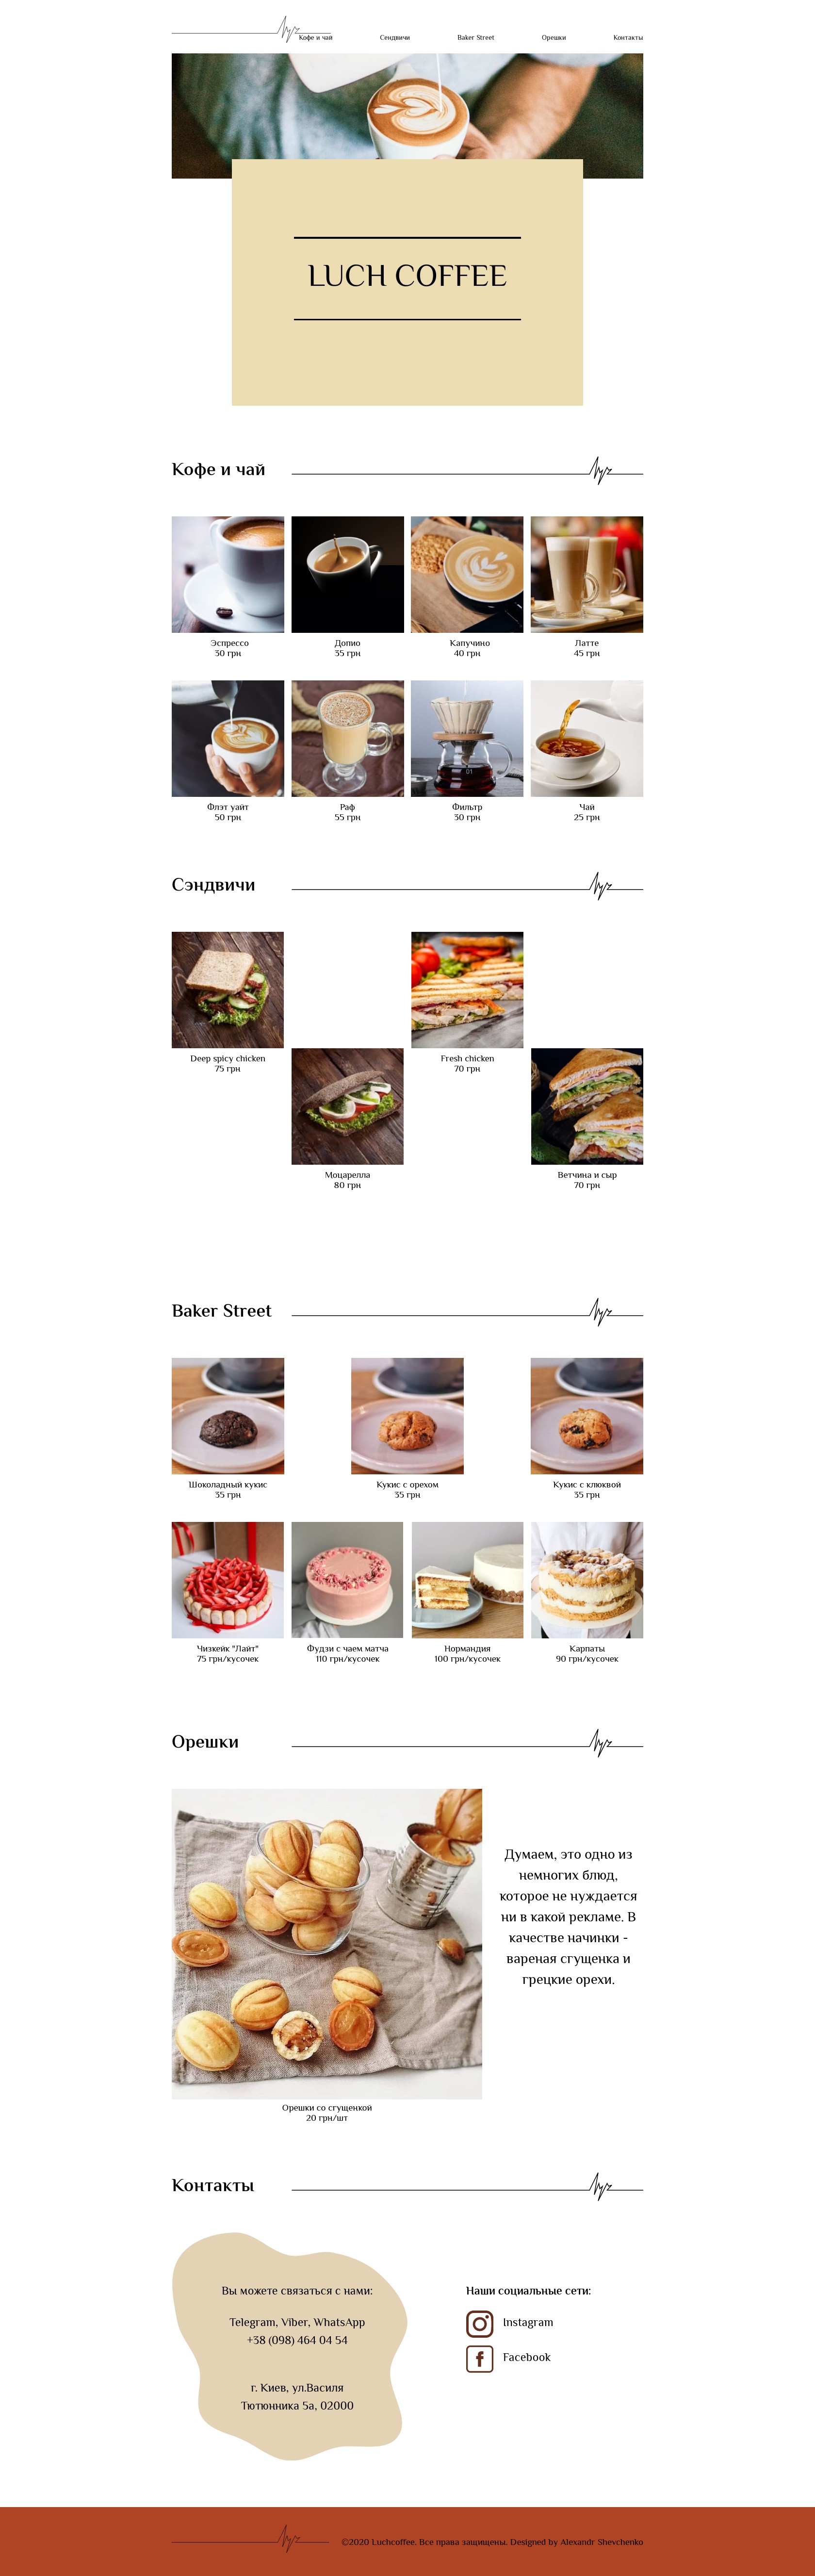 Кофе и чай
Сендвичи
Baker Street
Орешки
Контакты
LUCH COFFEE
Кофе и чай
Эспрессо
30 грн
Допио
35 грн
Капучино
40 грн
Латте
45 грн
Флэт уайт
50 грн
Раф
55 грн
01
Фильтр
30 грн
Чай
25 грн
Сэндвичи
Deep spicy chicken
75 грн
Fresh chicken
70 грн
Моцарелла
80 грн
Ветчина и сыр
70 грн
Baker Street
Шоколадный кукис
35 грн
Кукис с орехом
35 грн
Кукис с клюквой
35 грн
Чизкейк "Лайт"
75 грн/кусочек
Фудзи с чаем матча
110 грн/кусочек
Нормандия
100 грн/кусочек
Карпаты
90 грн/кусочек
Орешки
Думаем, это одно из
немногих блюд,
которое не нуждается
ни в какой рекламе. В
качестве начинки -
вареная сгущенка и
грецкие орехи.
Орешки со сгущенкой
20 грн/шт
Контакты
Вы можете связаться с нами:
Telegram, Viber, WhatsApp
+38 (098) 464 04 54
г. Киев, ул.Василя
Тютюнника 5а, 02000
Наши социальные сети:
Instagram
Facebook
©2020 Luchcoffee. Все права защищены. Designed by Alexandr Shevchenko